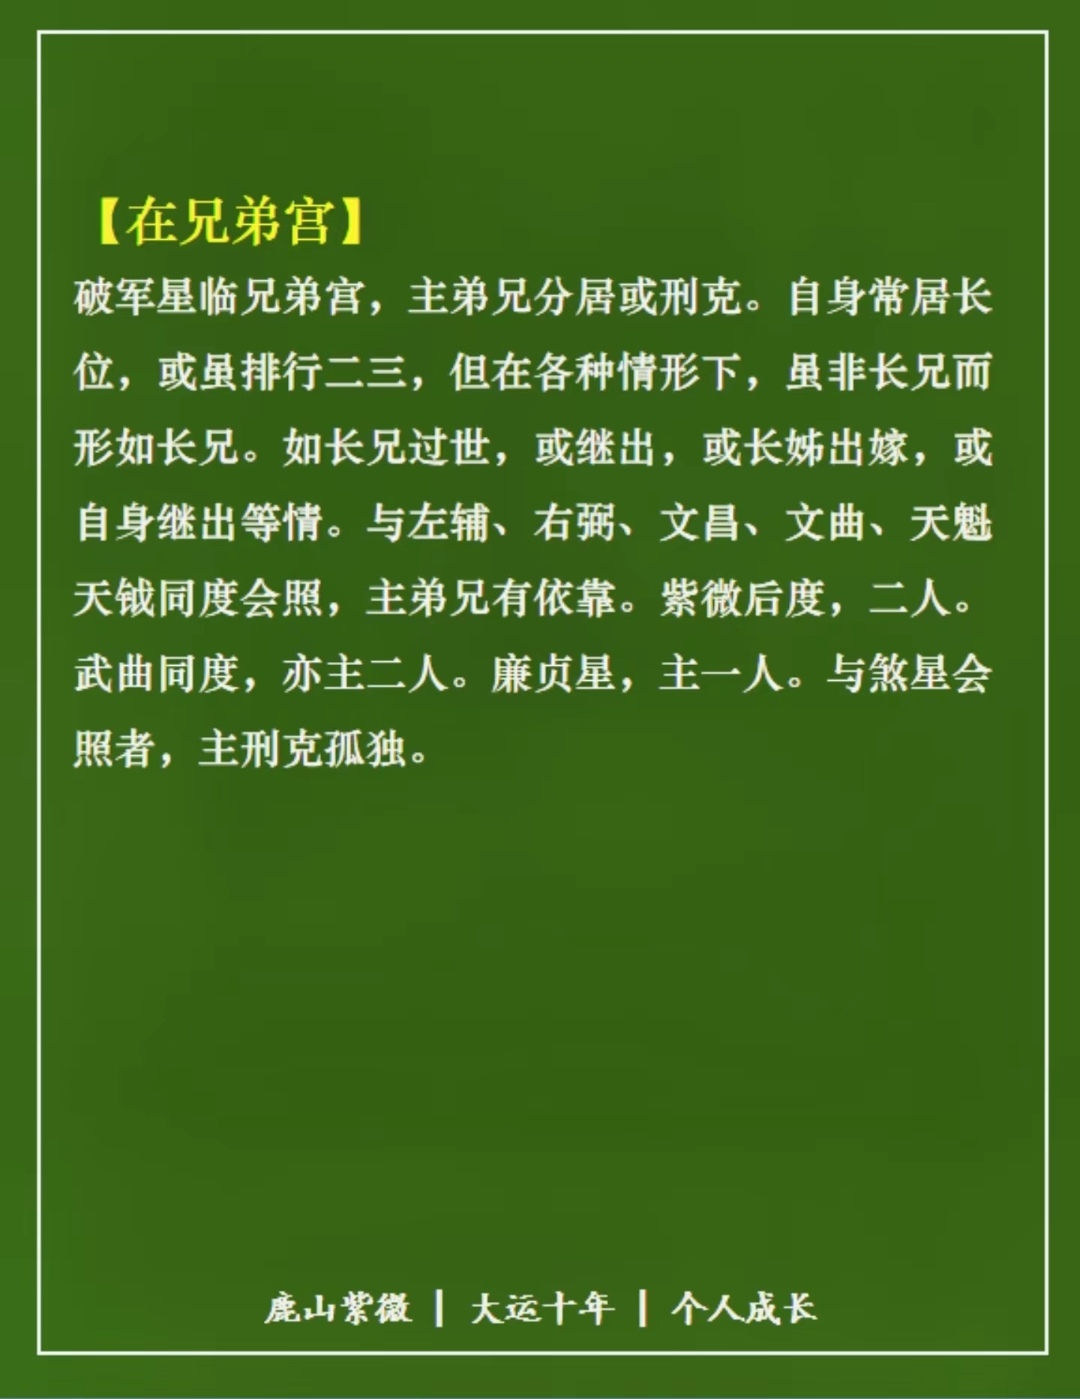 【在兄弟宫】
破军星临兄弟宫，主弟兄分居或刑克。自身常居长
位，或虽排行二三，但在各种情形下，虽非长兄而
形如长兄。如长兄过世，或继出，或长姊出嫁，或
自身继出等情。与左辅、右弼、文昌、文曲、天魁
天钺同度会照，主弟兄有依靠。紫微后度，二人。
武曲同度，亦主二人。廉贞星，主一人。与煞星会
照者，主刑克孤独。
鹿山紫微 | 大运十年 | 个人成长